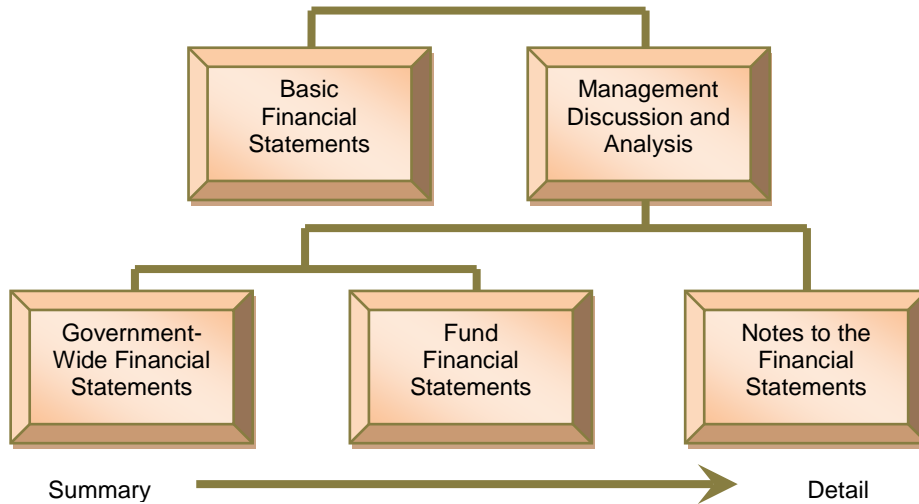 Basic
Financial
Statements
Management
Discussion and
Analysis
Government-
Wide Financial
Statements
Fund
Financial
Statements
Notes to the
Financial
Statements
Summary
Detail